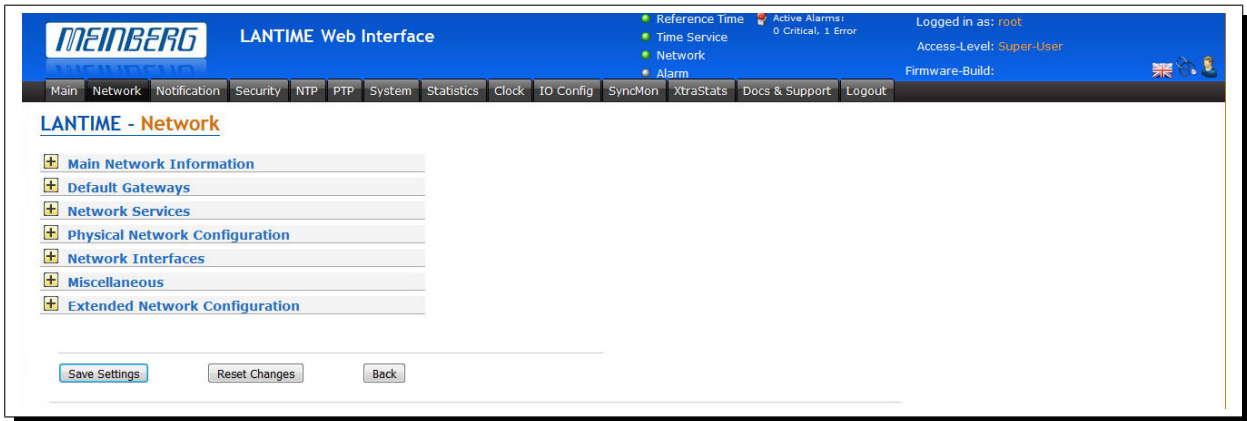 MEINBERG
LANTIME Web Interface
Reference Time
Time Service
Network
Alarm
Active Alarms:
0 Critical, 1 Error
Logged in as: root
Access-Level: Super-User
Firmware-Build:
Main Network Notification Security NTP PTP System Statistics Clock IO Config SyncMon XtraStats Docs & Support Logout
LANTIME - Network
Main Network Information
Default Gateways
Network Services
Physical Network Configuration
Network Interfaces
Miscellaneous
Extended Network Configuration
Save Settings Reset Changes Back